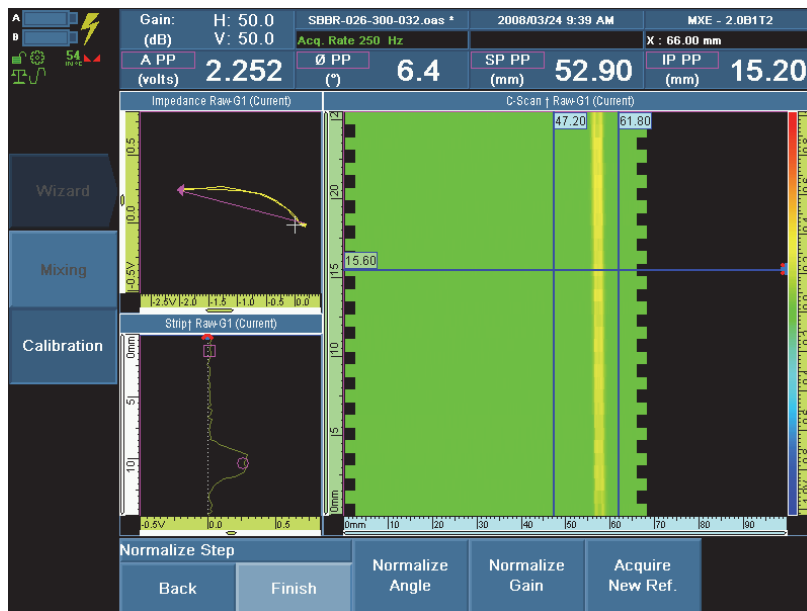 A
B
54
IN °C
Gain:
(dB)
H: 50.0
V: 50.0
SBBR-026-300-032.oas *
2008/03/24 9:39 AM
MXE - 2.0B1T2
Acq. Rate 250 Hz
X : 66.00 mm
A PP
(volts)
2.252
Ø PP
(º)
6.4
SP PP
(mm)
52.90
IP PP
(mm)
15.20
Impedance Raw-G1 (Current)
C-Scan † Raw-G1 (Current)
47.20
61.80
15.60
0.5
0.0
-0.5V
-2.5V -2.0 -1.5 -1.0 -0.5 0.0
Strip† Raw-G1 (Current)
0mm
5
10
-0.5V 0.0 0.5
20
15
10
5
0mm
0mm 10 20 30 40 50 60 70 80 90
Wizard
Mixing
Calibration
Normalize Step
Back
Finish
Normalize
Angle
Normalize
Gain
Acquire
New Ref.